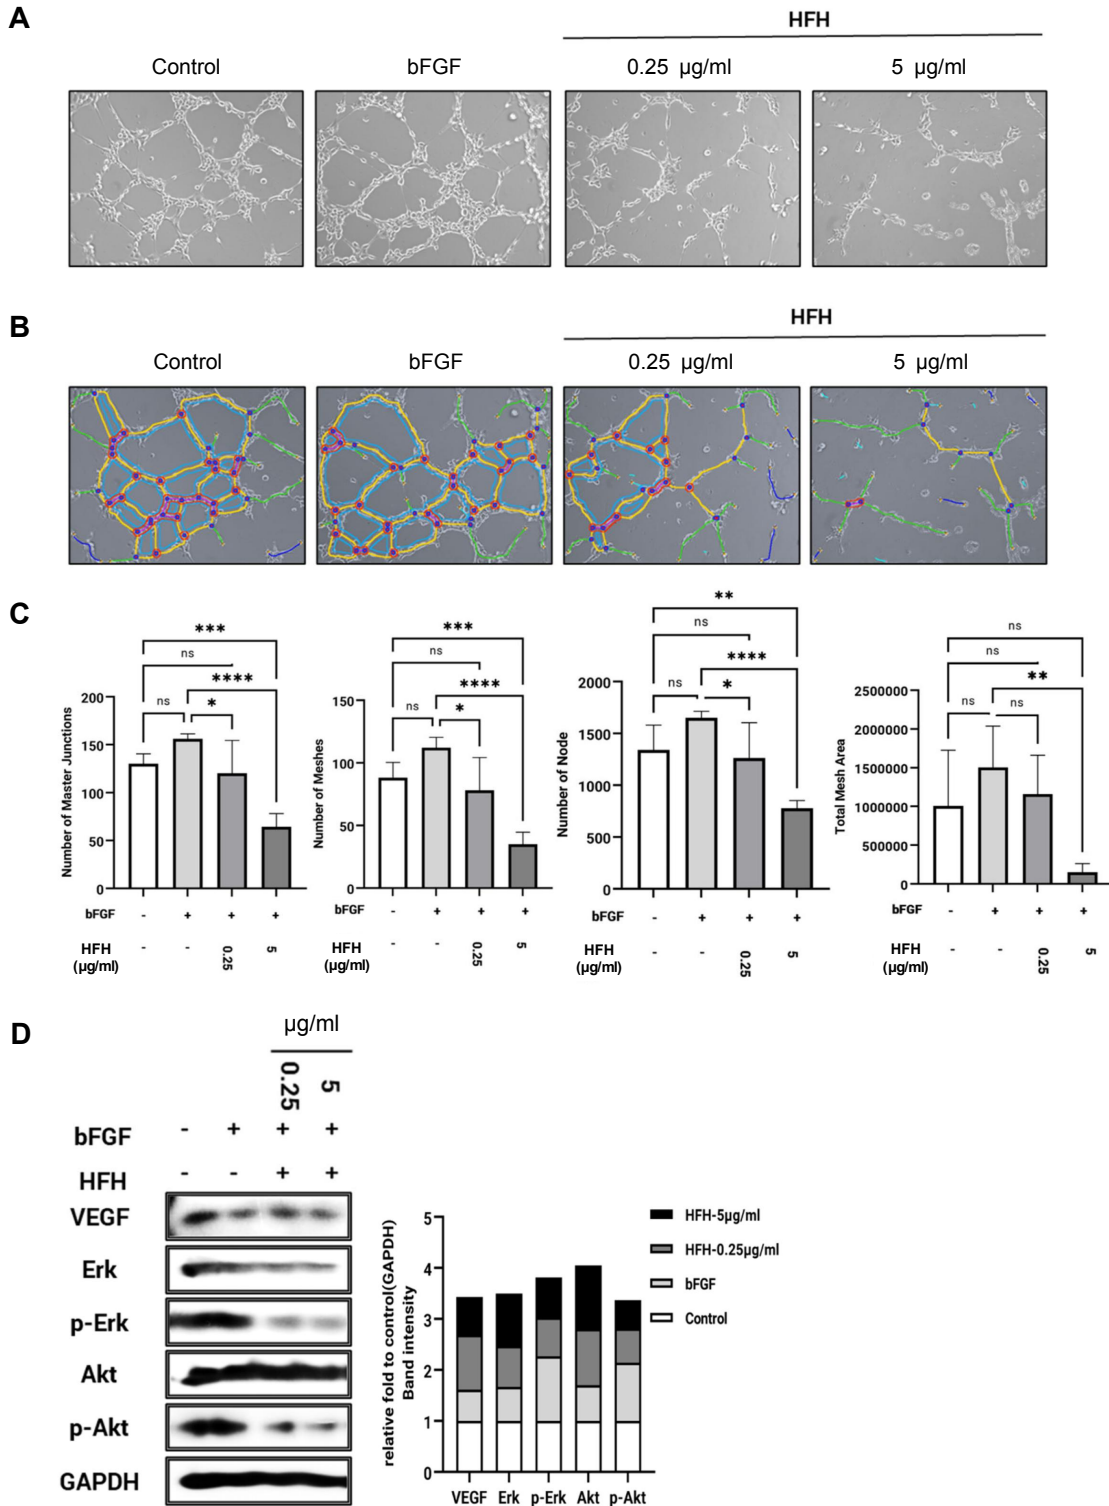 A
HFH
Control bFGF 0.25 µg/ml 5 µg/ml
B
HFH
Control bFGF 0.25 µg/ml 5 µg/ml
C
*** ns **** ns *
Number of Master Junctions
200
150
100
50
0
bFGF - + + +
HFH (µg/ml) - - 0.25 5
*** ns **** ns *
Number of Meshes
150
100
50
0
bFGF - + + +
HFH (µg/ml) - - 0.25 5
** ns **** ns *
Number of Node
2000
1500
1000
500
0
bFGF - + + +
HFH (µg/ml) - - 0.25 5
ns ns ** ns ns
Total Mesh Area
2500000
2000000
1500000
1000000
500000
0
bFGF - + + +
HFH (µg/ml) - - 0.25 5
D
µg/ml
0.25 5
bFGF - + + +
HFH - - + +
VEGF
Erk
p-Erk
Akt
p-Akt
GAPDH
relative fold to control(GAPDH)
Band intensity
5
4
3
2
1
0
VEGF Erk p-Erk Akt p-Akt
HFH-5µg/ml
HFH-0.25µg/ml
bFGF
Control